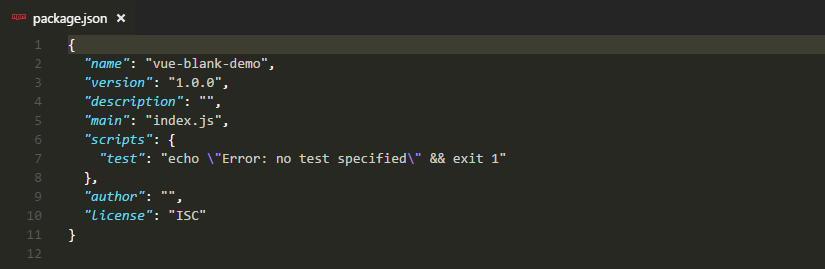 npm package.json ×
1 {
2 "name": "vue-blank-demo",
3 "version": "1.0.0",
4 "description": "",
5 "main": "index.js",
6 "scripts": {
7 "test": "echo \"Error: no test specified\" && exit 1"
8 },
9 "author": "",
10 "license": "ISC"
11 }
12